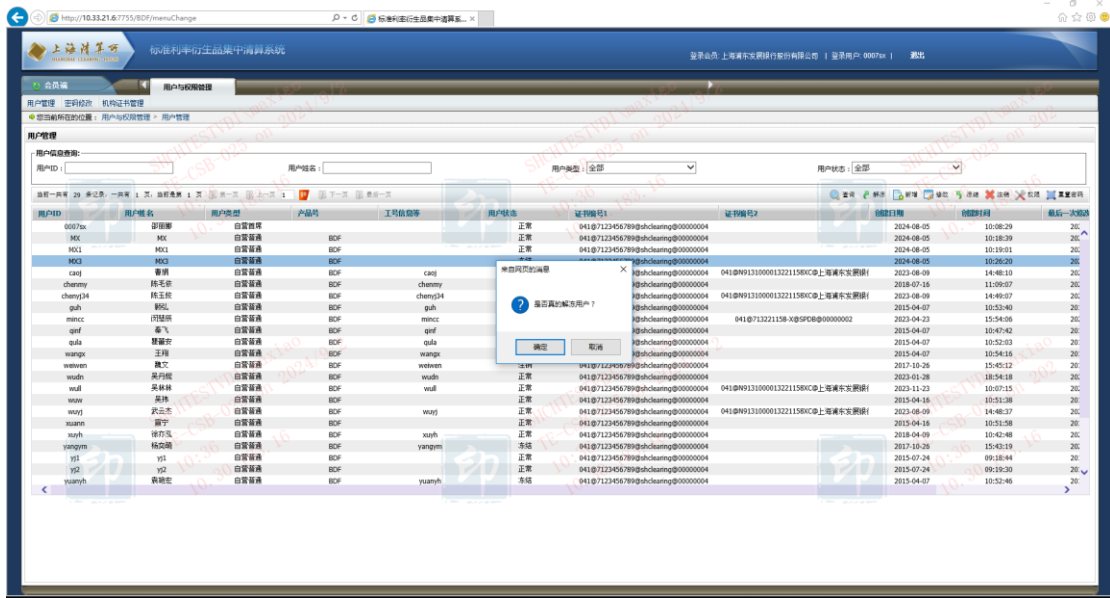 http://10.33.21.6:7755/BDF/menuChange
标准利率衍生品集中清算系... ×
上海清算所
SHANGHAI CLEARING HOUSE
标准利率衍生品集中清算系统
登录会员: 上海浦东发展银行股份有限公司 | 登录用户: 0007sx | 退出
会员端 用户与权限管理
用户管理 密码修改 机构证书管理
您当前所在的位置: 用户与权限管理 > 用户管理
用户管理
用户信息查询:
用户ID: 用户姓名: 用户类型: 全部 用户状态: 全部
当前一共有 29 条记录, 一共有 1 页, 当前是第 1 页 第一页 上一页 1 下一页 最后一页 查询 解冻 新增 修改 冻结 注销 权限 重置密码
用户ID 用户姓名 用户类型 产品号 工号信息等 用户状态 证书编号1 证书编号2 创建日期 创建时间 最后一次修改
0007sx 自营首席 正常 041@7123456789@shclearing@00000004 2024-08-05 10:08:29
MX MX 自营普通 BDF 正常 041@7123456789@shclearing@00000004 2024-08-05 10:18:39
MX1 MX1 自营普通 BDF 正常 041@7123456789@shclearing@00000004 2024-08-05 10:19:01
MX3 MX3 自营普通 BDF 冻结 041@7123456789@shclearing@00000004 2024-08-05 10:26:20
caoj 曹娟 自营普通 BDF caoj 041@N9131000013221158XC@上海浦东发展银行 2023-08-09 14:48:10
chenmy 陈毛弟 自营普通 BDF chenmy 2018-07-16 11:09:07
chenyj34 陈玉姣 自营普通 BDF chenyj34 041@N9131000013221158XC@上海浦东发展银行 2023-08-09 14:49:07
guh 自营普通 BDF guh 2015-04-07 10:53:40
mincc 闵楚辰 自营普通 BDF mincc 041@713221158-X@SPDB@00000002 2023-04-23 15:54:06
qinf 秦飞 自营普通 BDF qinf 2015-04-07 10:47:42
qula 瞿蓥安 自营普通 BDF qula 2015-04-07 10:52:03
wangx 王翔 自营普通 BDF wangx 2015-04-07 10:54:16
weiwen 魏文 自营普通 BDF weiwen 注销 041@7123456789@shclearing@00000004 2017-10-26 15:45:12
wudn 吴丹妮 自营普通 BDF wudn 正常 041@7123456789@shclearing@00000004 2023-01-28 18:54:18
wull 吴林林 自营普通 BDF wull 正常 041@7123456789@shclearing@00000004 041@N9131000013221158XC@上海浦东发展银行 2023-11-23 10:07:15
wuw 吴玮 自营普通 BDF 正常 041@7123456789@shclearing@00000004 2015-04-16 10:51:38
wuyj 武云杰 自营普通 BDF wuyj 正常 041@7123456789@shclearing@00000004 041@N9131000013221158XC@上海浦东发展银行 2023-08-09 14:48:37
xuann 宣宁 自营普通 BDF 正常 041@7123456789@shclearing@00000004 2015-04-16 10:51:58
xuyh 徐亦泓 自营普通 BDF xuyh 正常 041@7123456789@shclearing@00000004 2018-04-09 10:42:48
yangym 杨奕萌 自营普通 BDF yangym 冻结 041@7123456789@shclearing@00000004 2017-10-26 15:43:19
yj1 yj1 自营普通 BDF 正常 041@7123456789@shclearing@00000004 2015-07-24 09:18:44
yj2 yj2 自营普通 BDF 正常 041@7123456789@shclearing@00000004 2015-07-24 09:19:30
yuanyh 袁艳宏 自营普通 BDF yuanyh 冻结 041@7123456789@shclearing@00000004 2015-04-07 10:52:46
来自网页的消息
是否真的解冻用户?
确定 取消